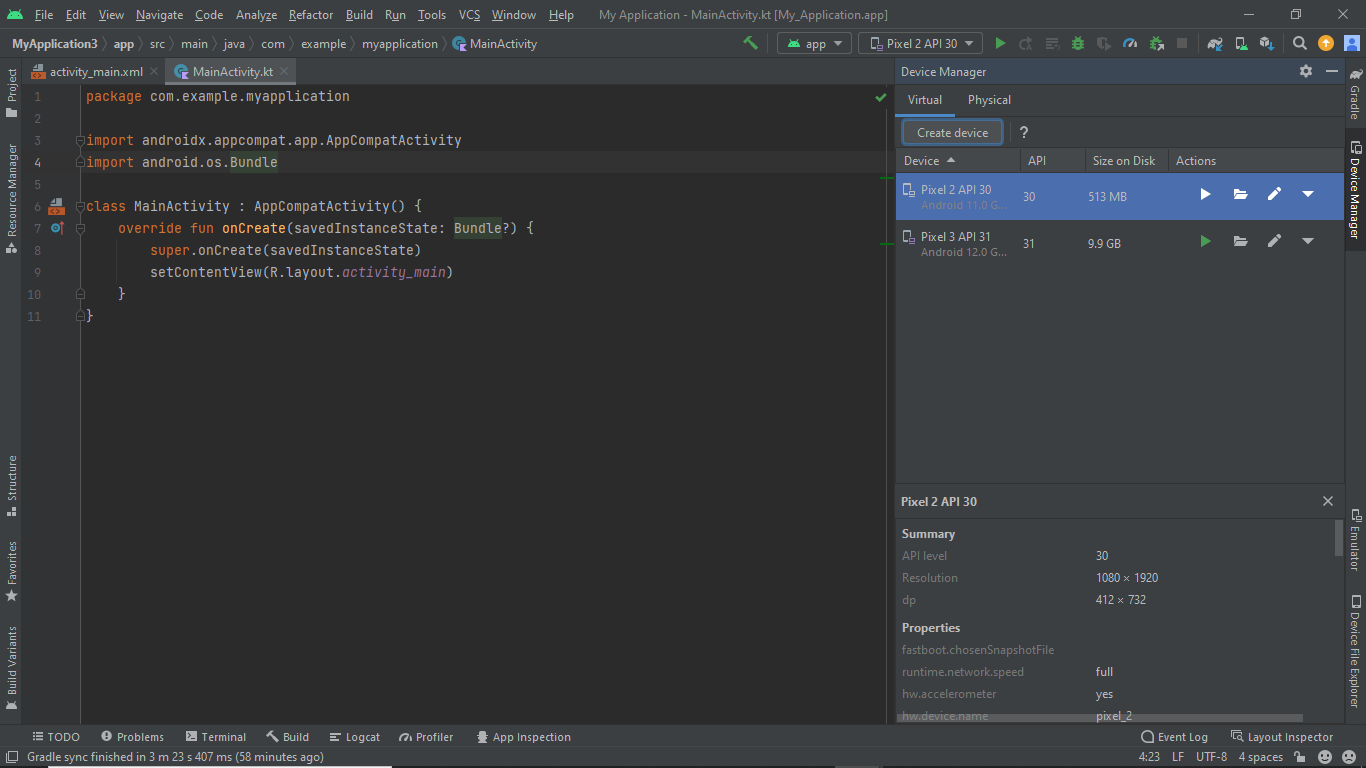 File Edit View Navigate Code Analyze Refactor Build Run Tools VCS Window Help My Application - MainActivity.kt [My_Application.app]
MyApplication3 app src main java com example myapplication MainActivity app Pixel 2 API 30
Project
Resource Manager
Structure
Favorites
Build Variants
activity_main.xml MainActivity.kt
1 package com.example.myapplication
2
3 import androidx.appcompat.app.AppCompatActivity
4 import android.os.Bundle
5
6 class MainActivity : AppCompatActivity() {
7 override fun onCreate(savedInstanceState: Bundle?) {
8 super.onCreate(savedInstanceState)
9 setContentView(R.layout.activity_main)
10 }
11 }
Device Manager
Virtual Physical
Create device ?
Device API Size on Disk Actions
Pixel 2 API 30
Android 11.0 G...
30 513 MB
Pixel 3 API 31
Android 12.0 G...
31 9.9 GB
Pixel 2 API 30
Summary
API level 30
Resolution 1080 × 1920
dp 412 × 732
Properties
fastboot.chosenSnapshotFile
runtime.network.speed full
hw.accelerometer yes
hw.device.name pixel_2
Gradle
Device Manager
Emulator
Device File Explorer
TODO Problems Terminal Build Logcat Profiler App Inspection Event Log Layout Inspector
Gradle sync finished in 3 m 23 s 407 ms (58 minutes ago) 4:23 LF UTF-8 4 spaces